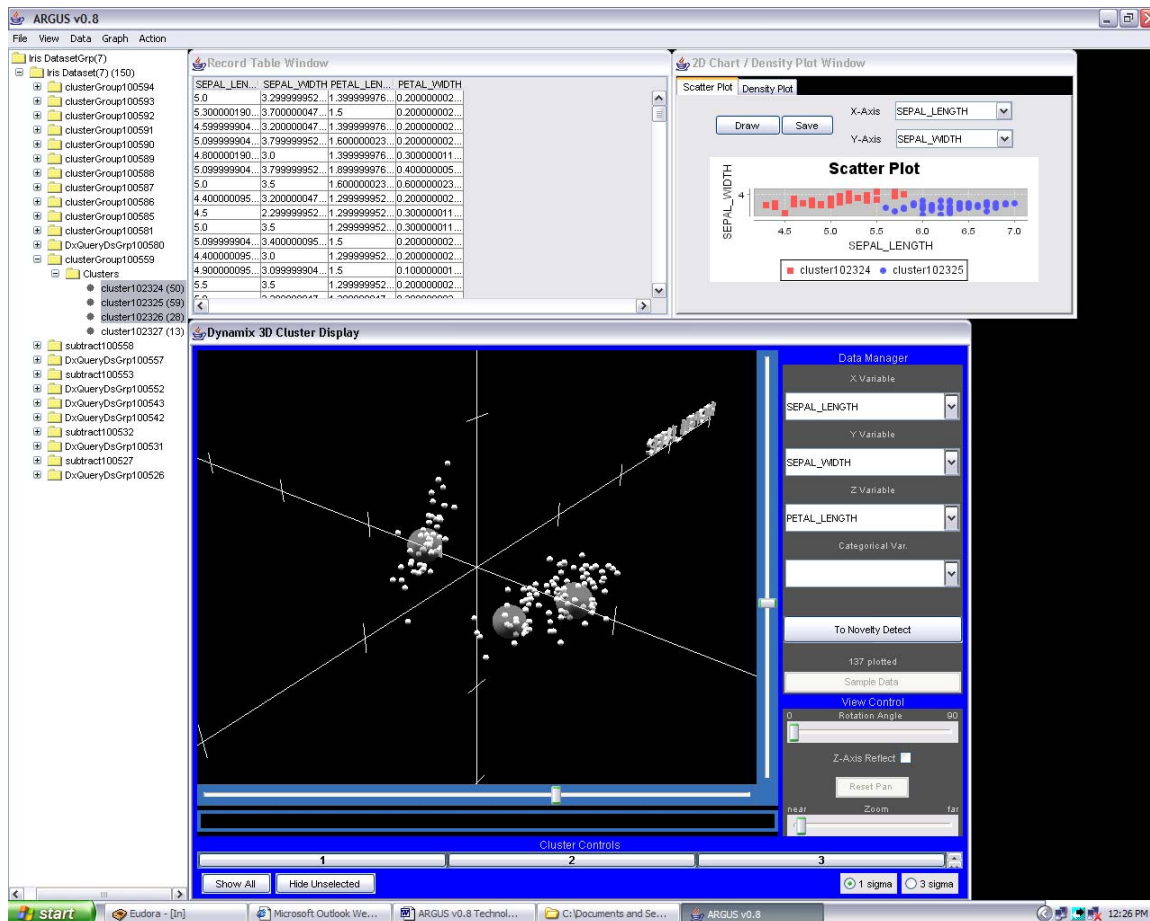 ARGUS v0.8
File View Data Graph Action
Iris DatasetGrp(7)
Iris Dataset(7) (150)
clusterGroup100594
clusterGroup100593
clusterGroup100592
clusterGroup100591
clusterGroup100590
clusterGroup100589
clusterGroup100588
clusterGroup100587
clusterGroup100586
clusterGroup100585
clusterGroup100581
DxQueryDsGrp100580
clusterGroup100559
Clusters
cluster102324 (50)
cluster102325 (59)
cluster102326 (28)
cluster102327 (13)
subtract100558
DxQueryDsGrp100557
subtract100553
DxQueryDsGrp100552
DxQueryDsGrp100543
DxQueryDsGrp100542
subtract100532
DxQueryDsGrp100531
subtract100527
DxQueryDsGrp100526
Record Table Window
SEPAL_LEN... SEPAL_WIDTH PETAL_LEN... PETAL_WIDTH
5.0 3.299999952... 1.399999976... 0.200000002...
5.300000190... 3.700000047... 1.5 0.200000002...
4.599999904... 3.200000047... 1.399999976... 0.200000002...
5.099999904... 3.799999952... 1.600000023... 0.200000002...
4.800000190... 3.0 1.399999976... 0.300000011...
5.099999904... 3.799999952... 1.899999976... 0.400000005...
5.0 3.5 1.600000023... 0.600000023...
4.400000095... 3.200000047... 1.299999952... 0.200000002...
4.5 2.299999952... 1.299999952... 0.300000011...
5.0 3.5 1.299999952... 0.300000011...
5.099999904... 3.400000095... 1.5 0.200000002...
4.400000095... 3.0 1.299999952... 0.200000002...
4.900000095... 3.099999904... 1.5 0.100000001...
5.5 3.5 1.299999952... 0.200000002...
2D Chart / Density Plot Window
Scatter Plot Density Plot
Draw Save
X-Axis SEPAL_LENGTH
Y-Axis SEPAL_WIDTH
Scatter Plot
SEPAL_WIDTH
4
4.5 5.0 5.5 6.0 6.5 7.0
SEPAL_LENGTH
cluster102324 cluster102325
Dynamix 3D Cluster Display
Data Manager
X Variable
SEPAL_LENGTH
Y Variable
SEPAL_WIDTH
Z Variable
PETAL_LENGTH
Categorical Var.
To Novelty Detect
137 plotted
Sample Data
View Control
0 Rotation Angle 90
Z-Axis Reflect
Reset Pan
near Zoom far
Cluster Controls
1 2 3
Show All Hide Unselected 1 sigma 3 sigma
start Eudora - [In] Microsoft Outlook We... ARGUS v0.8 Technol... C:\Documents and Se... ARGUS v0.8 12:26 PM